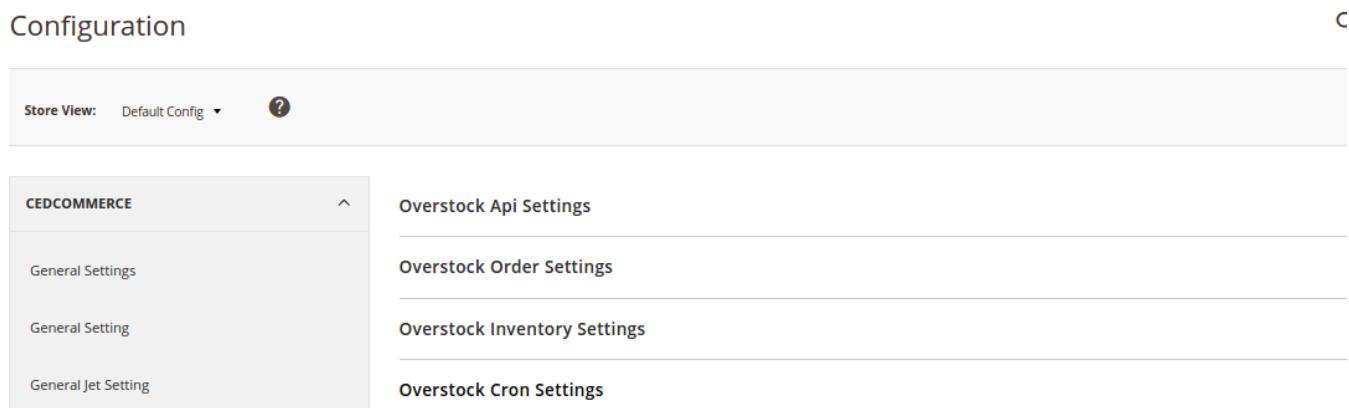 Configuration
Store View: Default Config
?
CEDCOMMERCE
General Settings
General Setting
General Jet Setting
Overstock Api Settings
Overstock Order Settings
Overstock Inventory Settings
Overstock Cron Settings